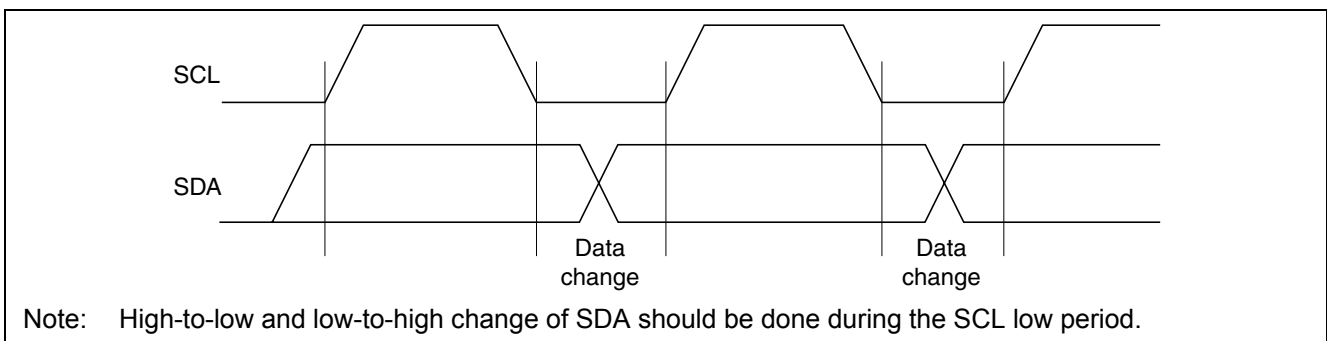 SCL
SDA
Data
change
Data
change
Note: High-to-low and low-to-high change of SDA should be done during the SCL low period.